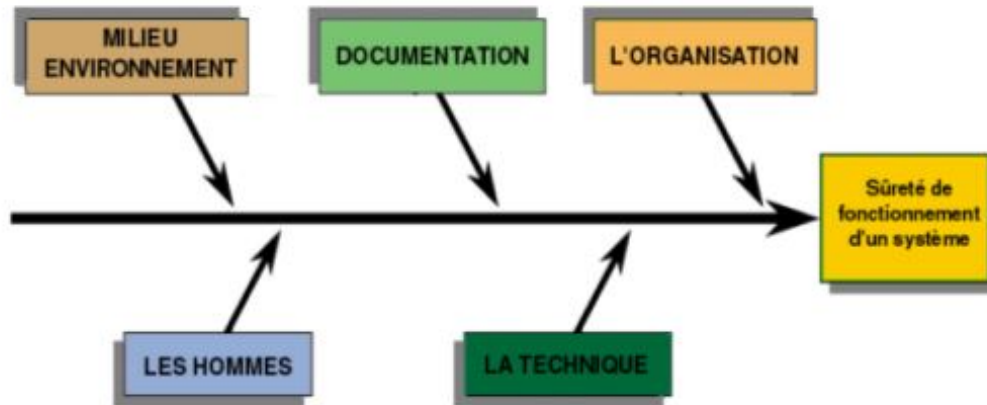 MILIEU
ENVIRONNEMENT
DOCUMENTATION
L'ORGANISATION
Sûreté de
fonctionnement
d'un système
LES HOMMES
LA TECHNIQUE